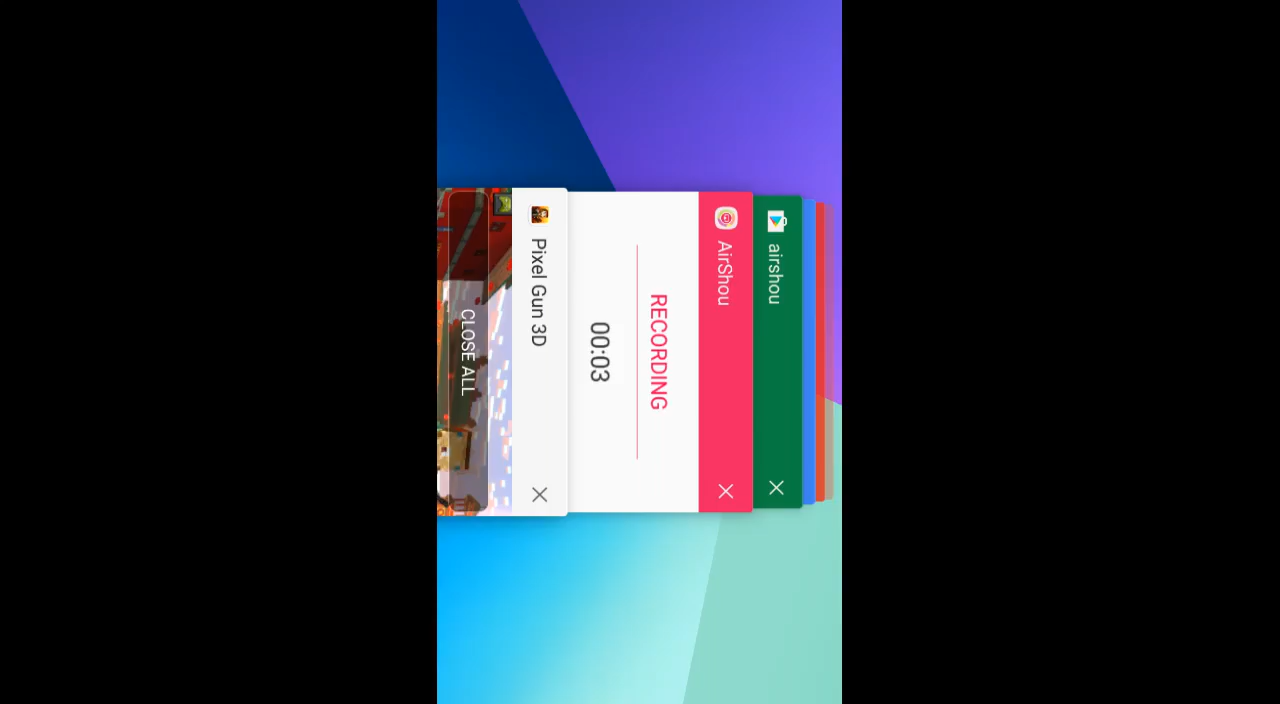 airshou
AirShou
RECORDING
00:03
Pixel Gun 3D
CLOSE ALL